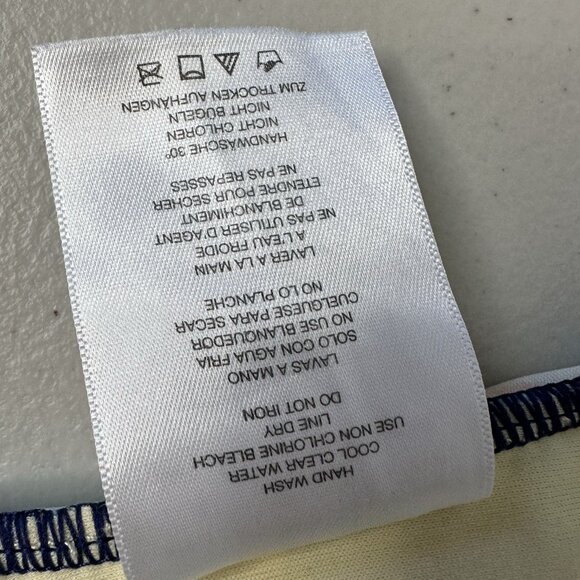 HAND WASH
COOL CLEAR WATER
USE NON CHLORINE BLEACH
LINE DRY
DO NOT IRON
LAVAS A MANO
SOLO CON AGUA FRIA
NO USE BLANQUEDOR
CUELGUESE PARA SECAR
NO LO PLANCHE
LAVER A LA MAIN
A L'EAU FROIDE
NE PAS UTILISER D'AGENT
DE BLANCHIMENT
ETENDRE POUR SECHER
NE PAS REPASSES
HANDWASCHE 30°
NICHT CHLOREN
NICHT BÜGELN
ZUM TROCKEN AUFHÄNGEN